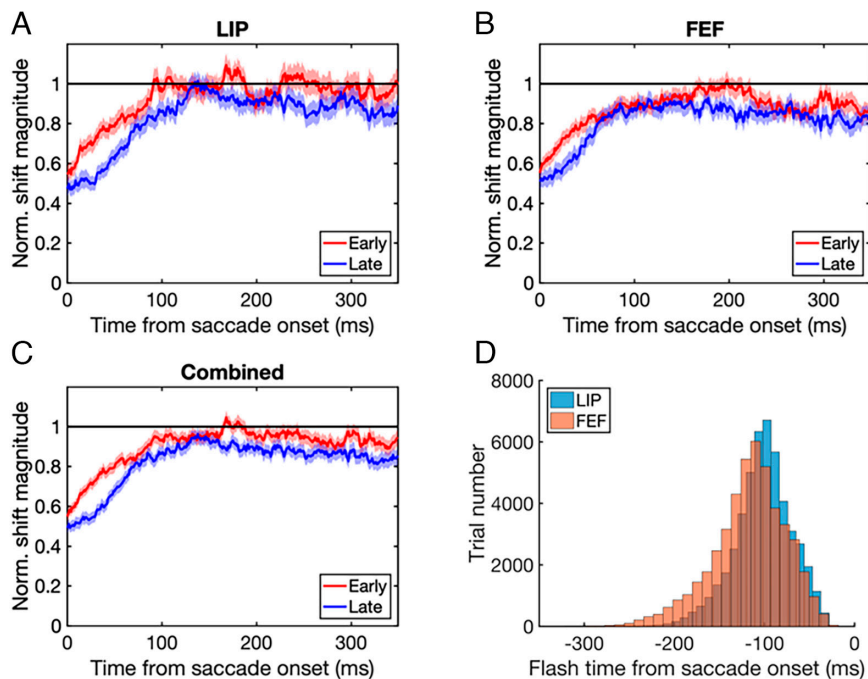 A
LIP
Norm. shift magnitude
1
0.8
0.6
0.4
0.2
0
Early
Late
0 100 200 300
Time from saccade onset (ms)
B
FEF
Norm. shift magnitude
1
0.8
0.6
0.4
0.2
0
Early
Late
0 100 200 300
Time from saccade onset (ms)
C
Combined
Norm. shift magnitude
1
0.8
0.6
0.4
0.2
0
Early
Late
0 100 200 300
Time from saccade onset (ms)
D
Trial number
8000
6000
4000
2000
0
LIP
FEF
-300 -200 -100 0
Flash time from saccade onset (ms)